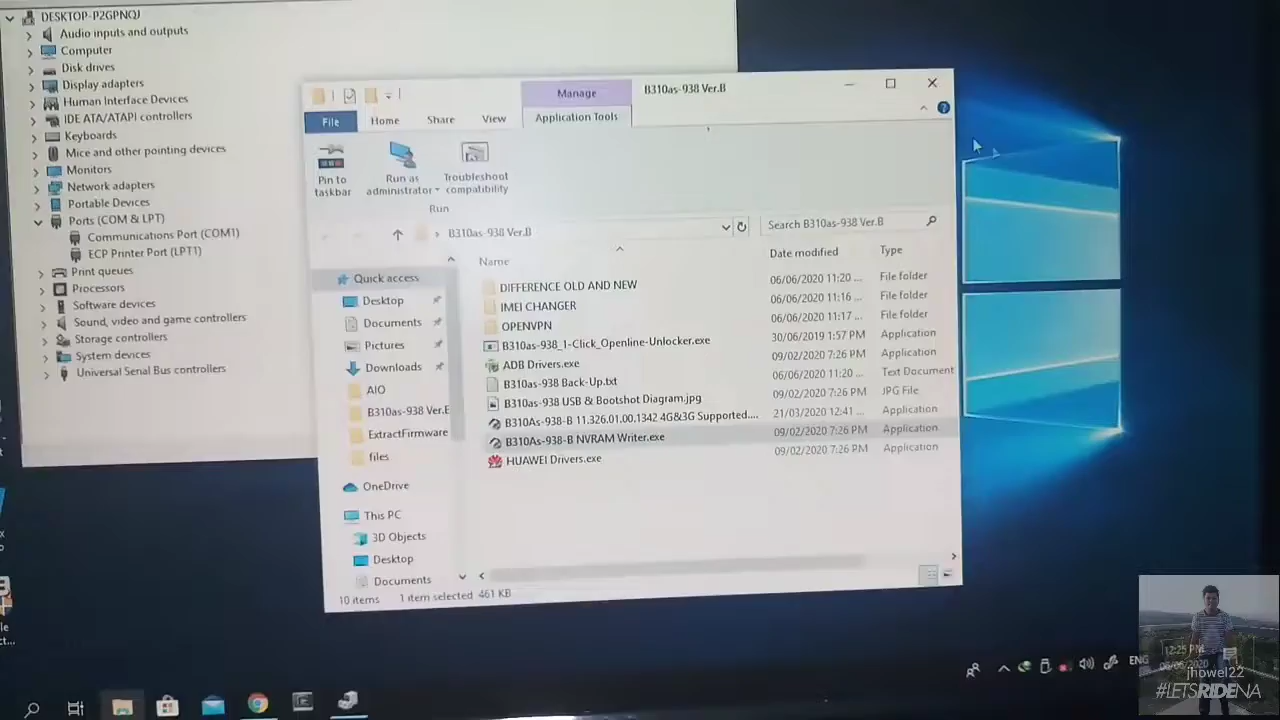 DESKTOP-P2GPNQJ
Audio inputs and outputs
Computer
Disk drives
Display adapters
Human Interface Devices
IDE ATA/ATAPI controllers
Keyboards
Mice and other pointing devices
Monitors
Network adapters
Portable Devices
Ports (COM & LPT)
Communications Port (COM1)
ECP Printer Port (LPT1)
Print queues
Processors
Software devices
Sound, video and game controllers
Storage controllers
System devices
Universal Serial Bus controllers
Manage
B310as-938 Ver.B
File
Home
Share
View
Application Tools
Pin to taskbar
Run as administrator
Troubleshoot compatibility
Run
B310as-938 Ver.B
Search B310as-938 Ver.B
Name
Date modified
Type
DIFFERENCE OLD AND NEW 06/06/2020 11:20 ... File folder
IMEI CHANGER 06/06/2020 11:16 ... File folder
OPENVPN 06/06/2020 11:17 ... File folder
B310as-938_1-Click_Openline-Unlocker.exe 30/06/2019 1:57 PM Application
ADB Drivers.exe 09/02/2020 7:26 PM Application
B310as-938 Back-Up.txt 06/06/2020 11:20 ... Text Document
B310as-938 USB & Bootshot Diagram.jpg 09/02/2020 7:26 PM JPG File
B310As-938-B 11.326.01.00.1342 4G&3G Supported.... 21/03/2020 12:41 ... Application
B310As-938-B NVRAM Writer.exe 09/02/2020 7:26 PM Application
HUAWEI Drivers.exe 09/02/2020 7:26 PM Application
Quick access
Desktop
Documents
Pictures
Downloads
AIO
B310as-938 Ver.E
ExtractFirmware
files
OneDrive
This PC
3D Objects
Desktop
Documents
10 items 1 item selected 461 KB
ENG
12:25 PM
06/06/2020
jhowel22
#LETSRIDENA